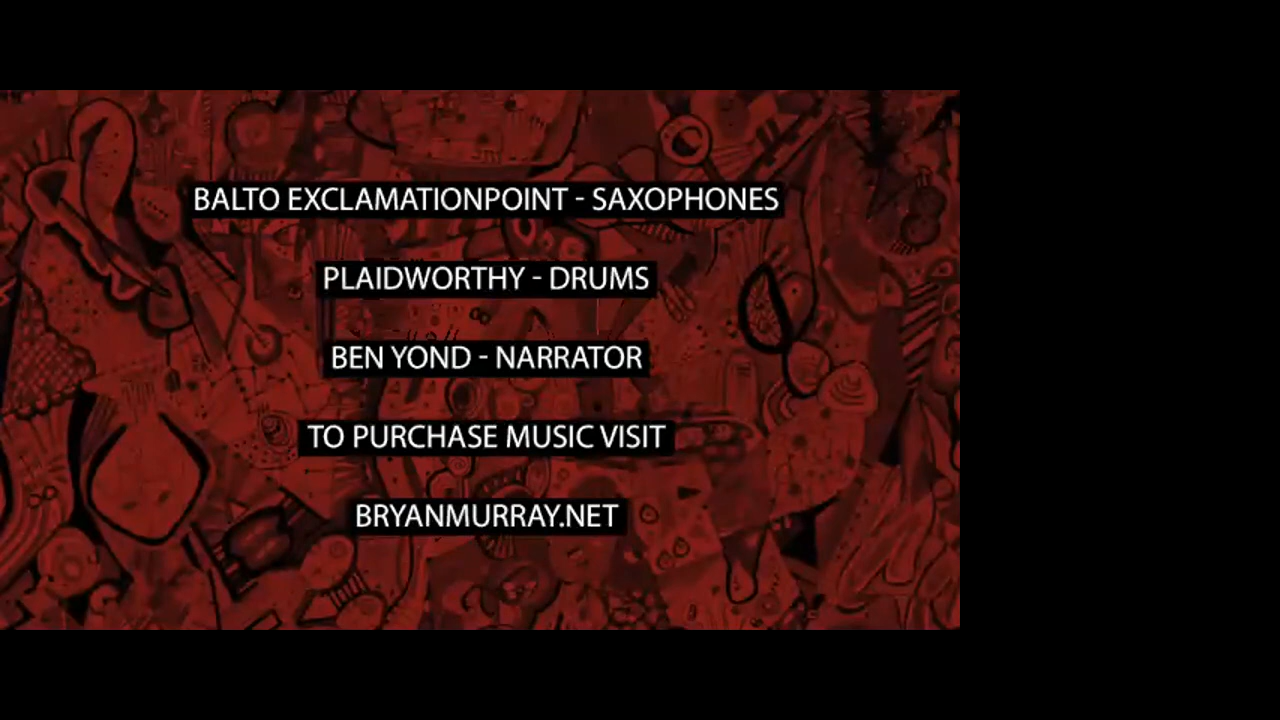 BALTO EXCLAMATIONPOINT - SAXOPHONES
PLAIDWORTHY - DRUMS
BEN YOND - NARRATOR
TO PURCHASE MUSIC VISIT
BRYANMURRAY.NET